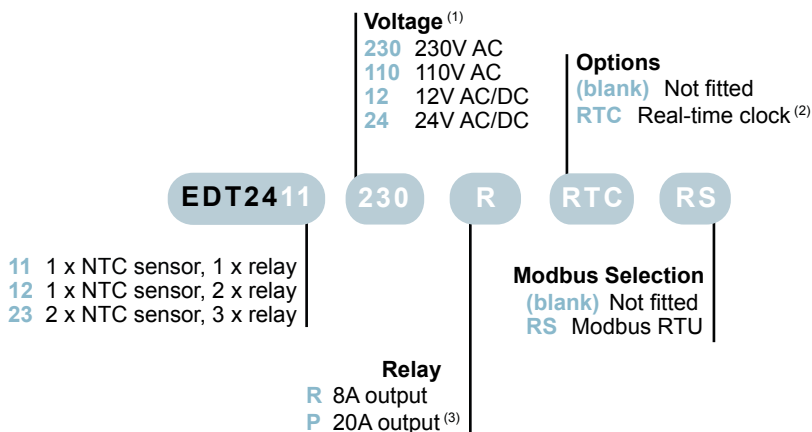 Voltage (1)
230 230V AC
110 110V AC
12 12V AC/DC
24 24V AC/DC
Options
(blank) Not fitted
RTC Real-time clock (2)
EDT2411 230 R RTC RS
11 1 x NTC sensor, 1 x relay
12 1 x NTC sensor, 2 x relay
23 2 x NTC sensor, 3 x relay
Modbus Selection
(blank) Not fitted
RS Modbus RTU
Relay
R 8A output
P 20A output (3)